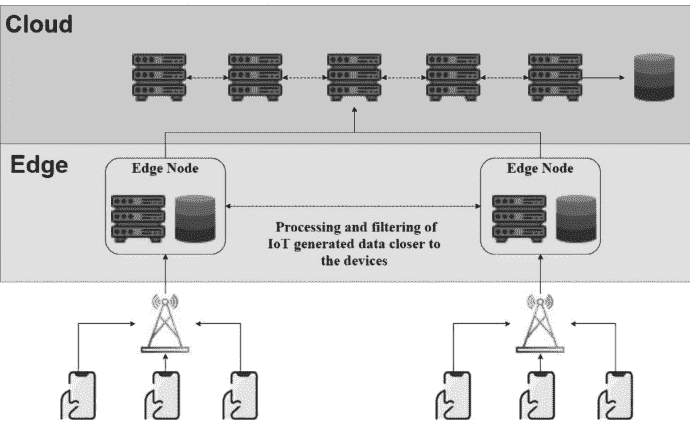 Cloud
Edge
Edge Node
Edge Node
Processing and filtering of
IoT generated data closer to
the devices